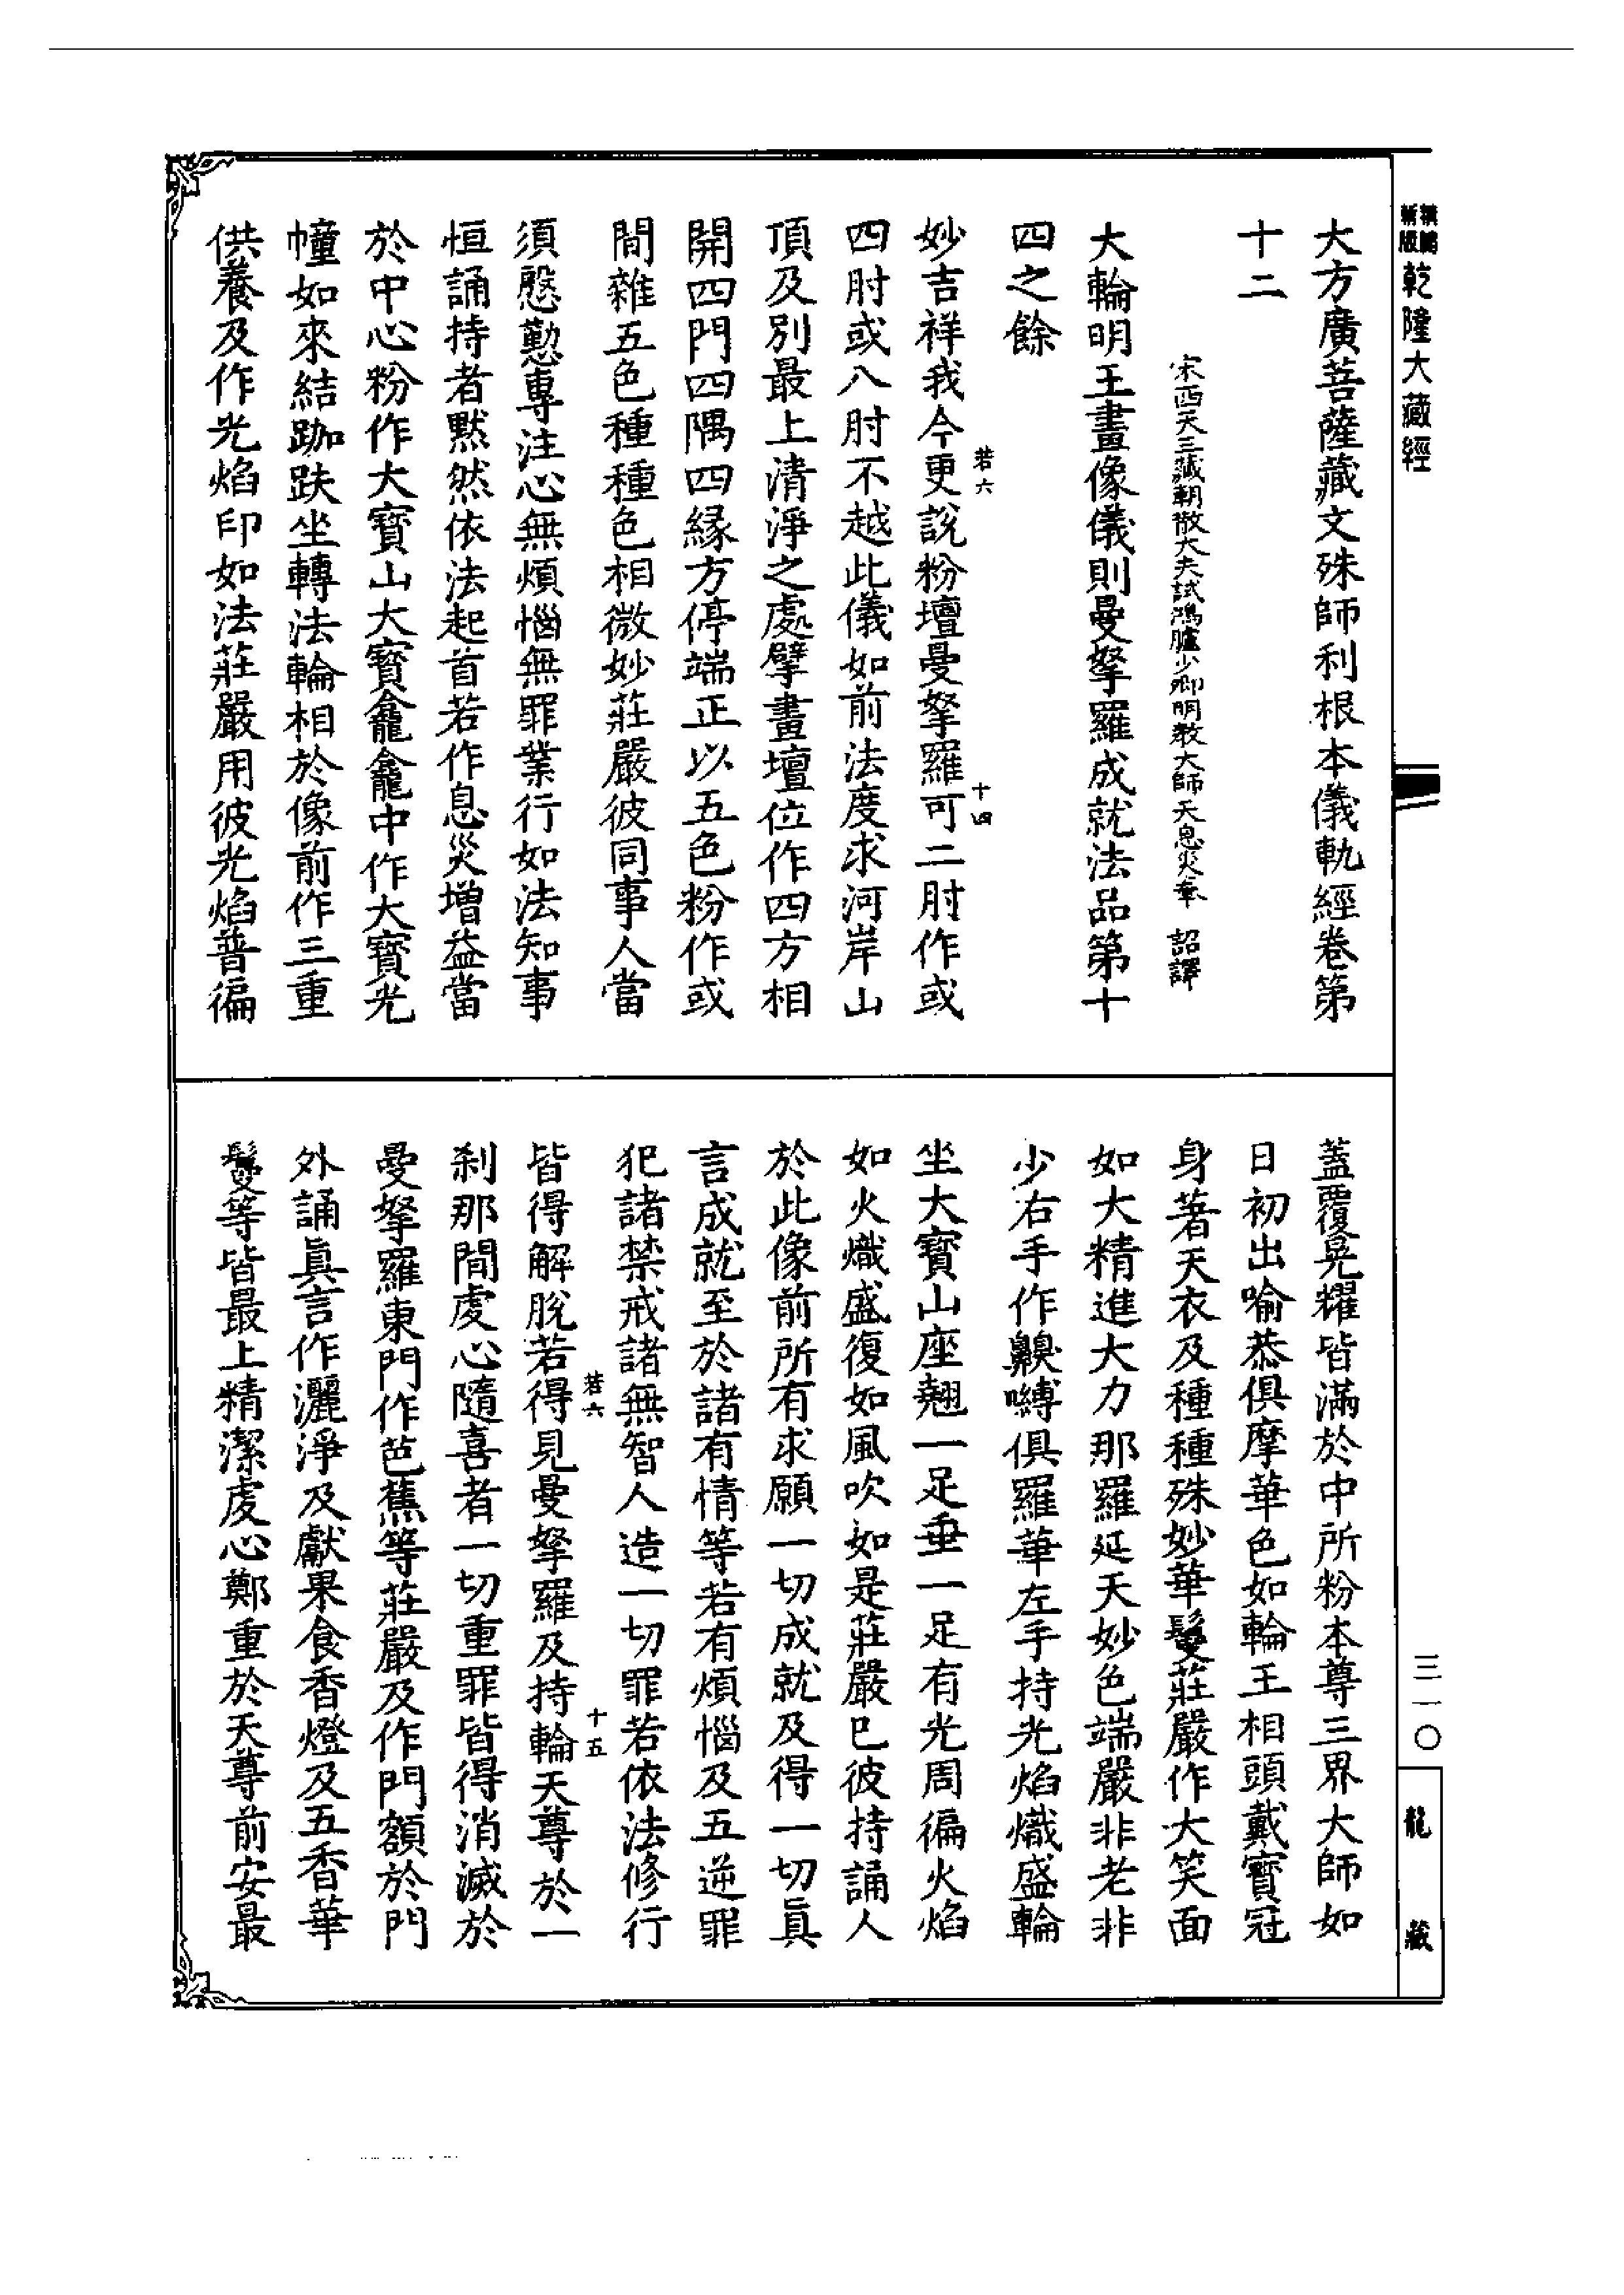 大方廣菩薩藏文殊師利根本儀軌經卷第
十二
宋西天三藏朝散大夫試鴻臚少卿明教大師天息災奉 詔譯
大輪明王畫像儀則曼拏羅成就法品第十
四之餘
妙吉祥我今更說粉壇曼拏羅可二肘作或
四肘或八肘不越此儀如前法度求河岸山
頂及別最上清淨之處擘畫壇位作四方相
開四門四隅四緣方停端正以五色粉作或
間雜五色種種色相微妙莊嚴彼同事人當
須慇懃專注心無煩惱無罪業行如法知事
恒誦持者默然依法起首若作息災增益當
於中心粉作大寶山大寶龕龕中作大寶光
幢如來結跏趺坐轉法輪相於像前作三重
供養及作光焰印如法莊嚴用彼光焰普徧
蓋覆晃耀皆滿於中所粉本尊三界大師如
日初出喻恭俱摩華色如輪王相頭戴寶冠
身著天衣及種種殊妙華鬘莊嚴作大笑面
如大精進大力那羅延天妙色端嚴非老非
少右手作鼽嚩俱羅華左手持光焰熾盛輪
坐大寶山座翹一足垂一足有光周徧火焰
如火熾盛復如風吹如是莊嚴已彼持誦人
於此像前所有求願一切成就及得一切眞
言成就至於諸有情等若有煩惱及五逆罪
犯諸禁戒諸無智人造一切罪若依法修行
皆得解脫若得見曼拏羅及持輪天尊於一
剎那間虔心隨喜者一切重罪皆得消滅於
曼拏羅東門作芭蕉等莊嚴及作門額於門
外誦眞言作灑淨及獻果食香燈及五香華
鬘等皆最上精潔虔心鄭重於天尊前安最
若六
十四
若六
十五
新版
乾隆大藏經
三一〇
龍藏